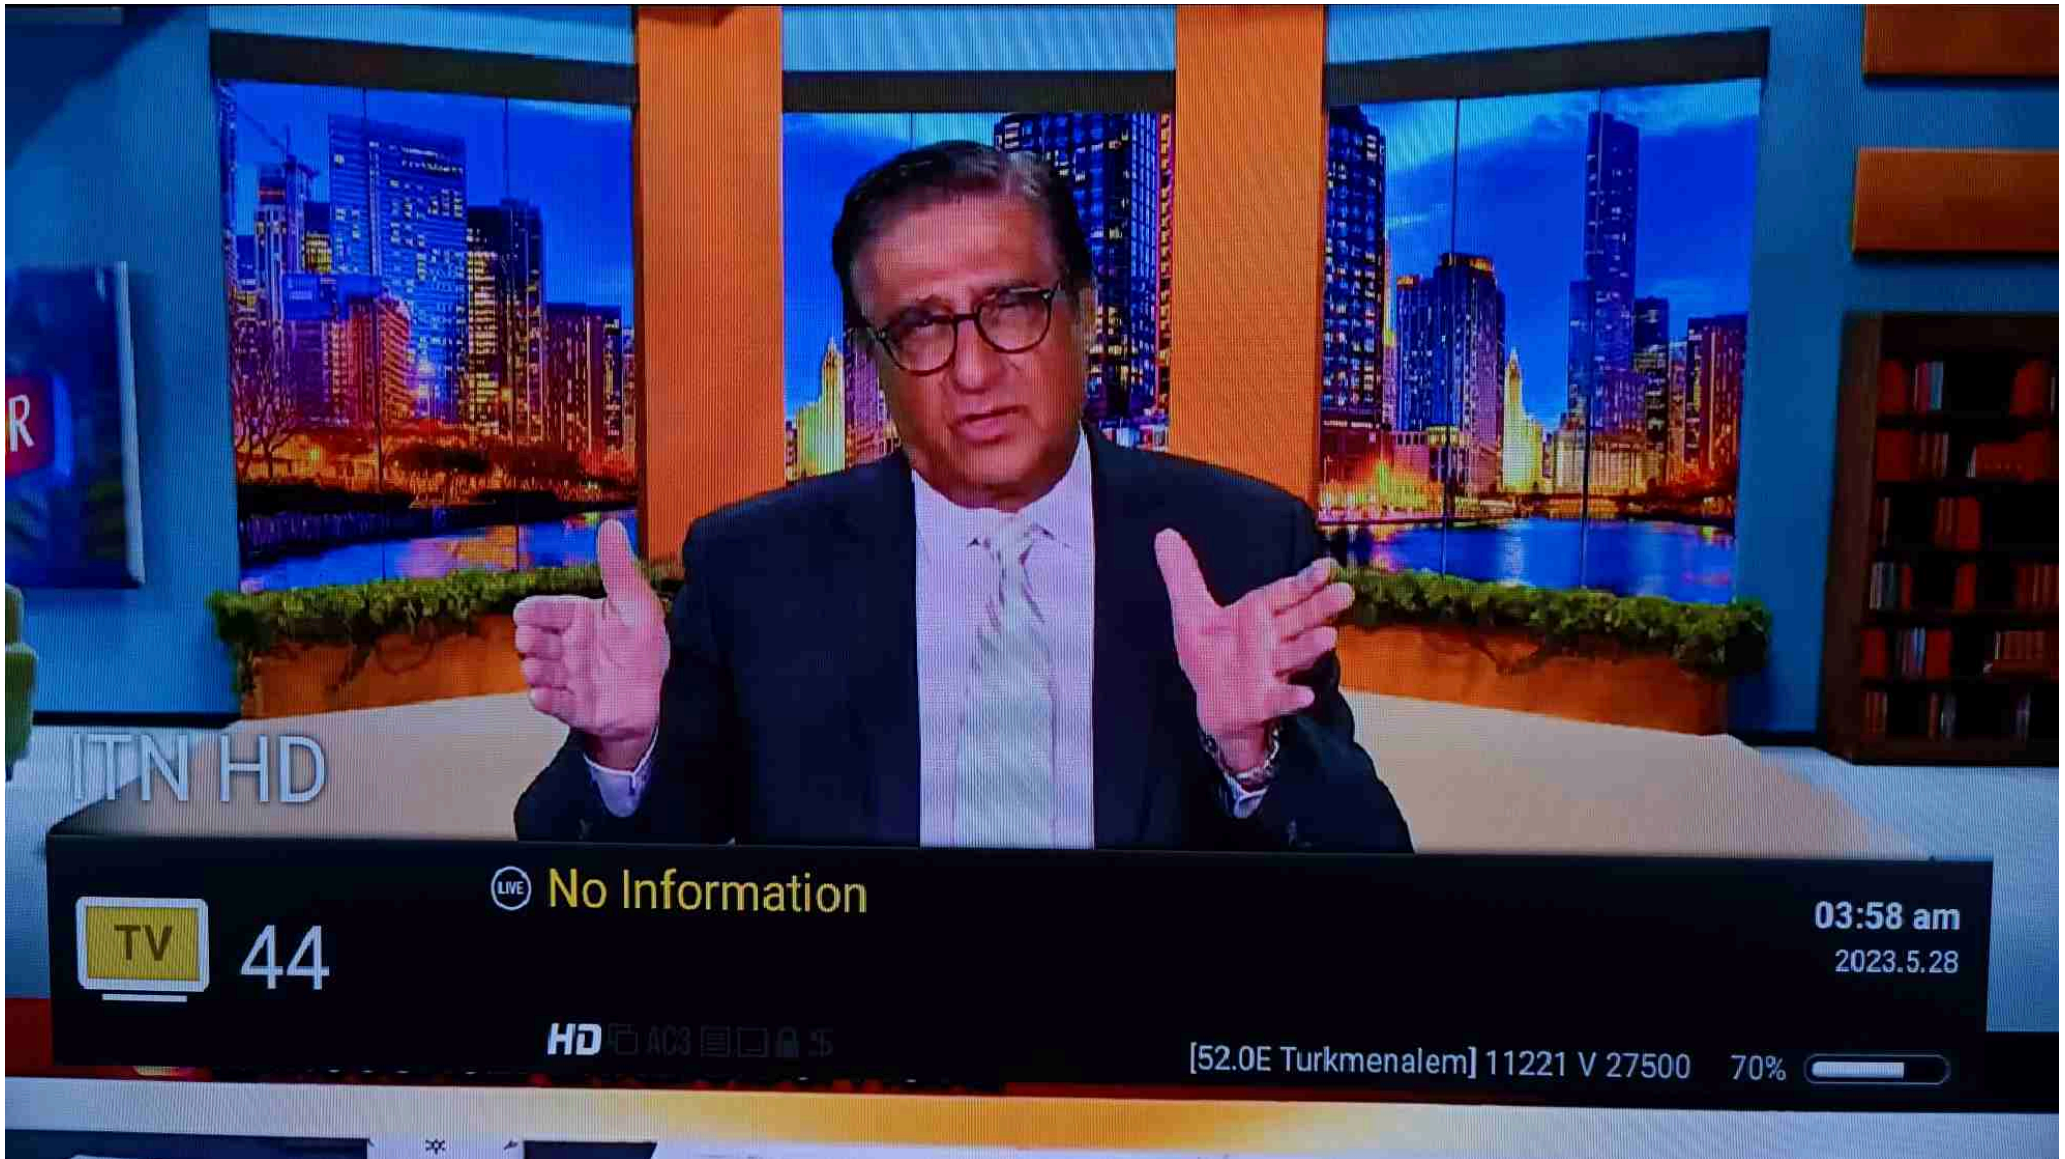 R
ITN HD
LIVE No Information
TV
44
03:58 am
2023.5.28
HD AC3 $
[52.0E Turkmenalem] 11221 V 27500 70%